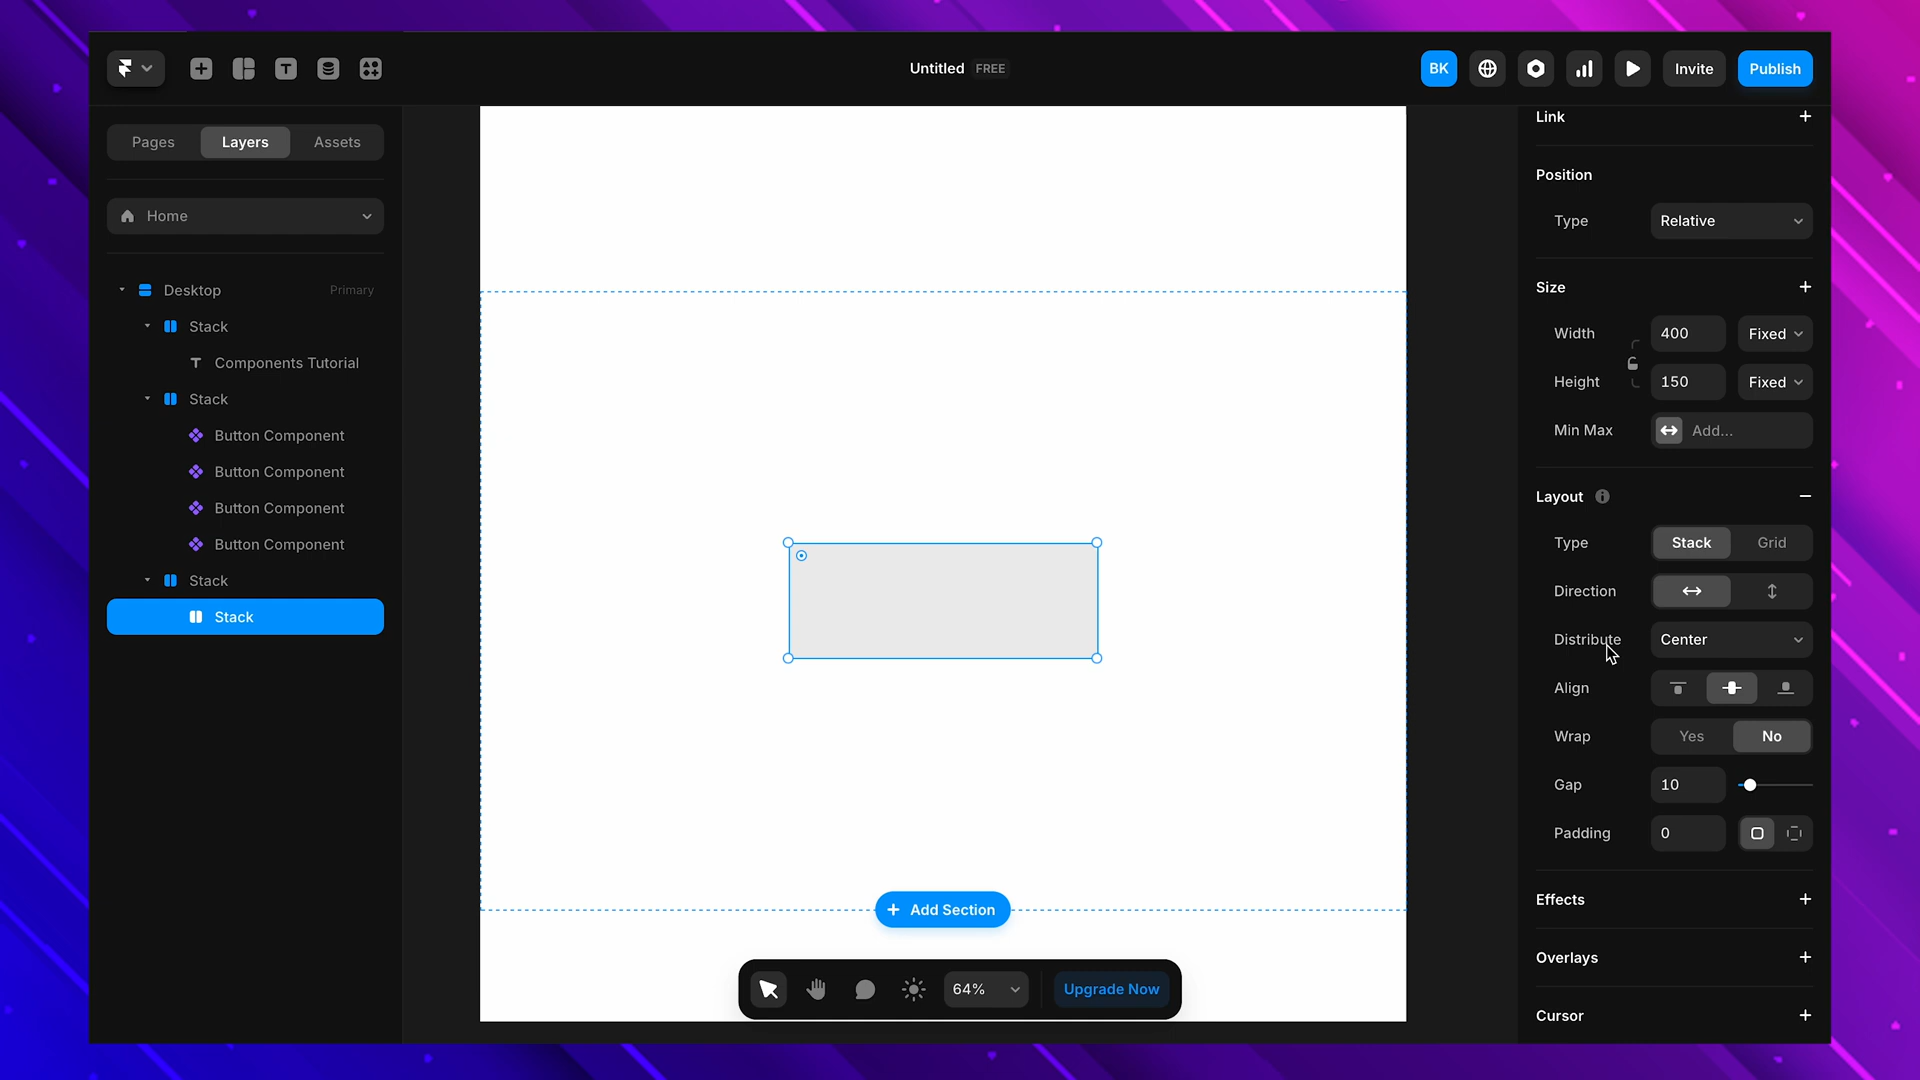 Untitled FREE
BK
Invite
Publish
Pages
Layers
Assets
Home
Desktop
Primary
Stack
Components Tutorial
Stack
Button Component
Button Component
Button Component
Button Component
Stack
Stack
Add Section
64%
Upgrade Now
Link
Position
Type
Relative
Size
Width
400
Fixed
Height
150
Fixed
Min Max
Add...
Layout
Type
Stack
Grid
Direction
Distribute
Center
Align
Wrap
Yes
No
Gap
10
Padding
0
Effects
Overlays
Cursor